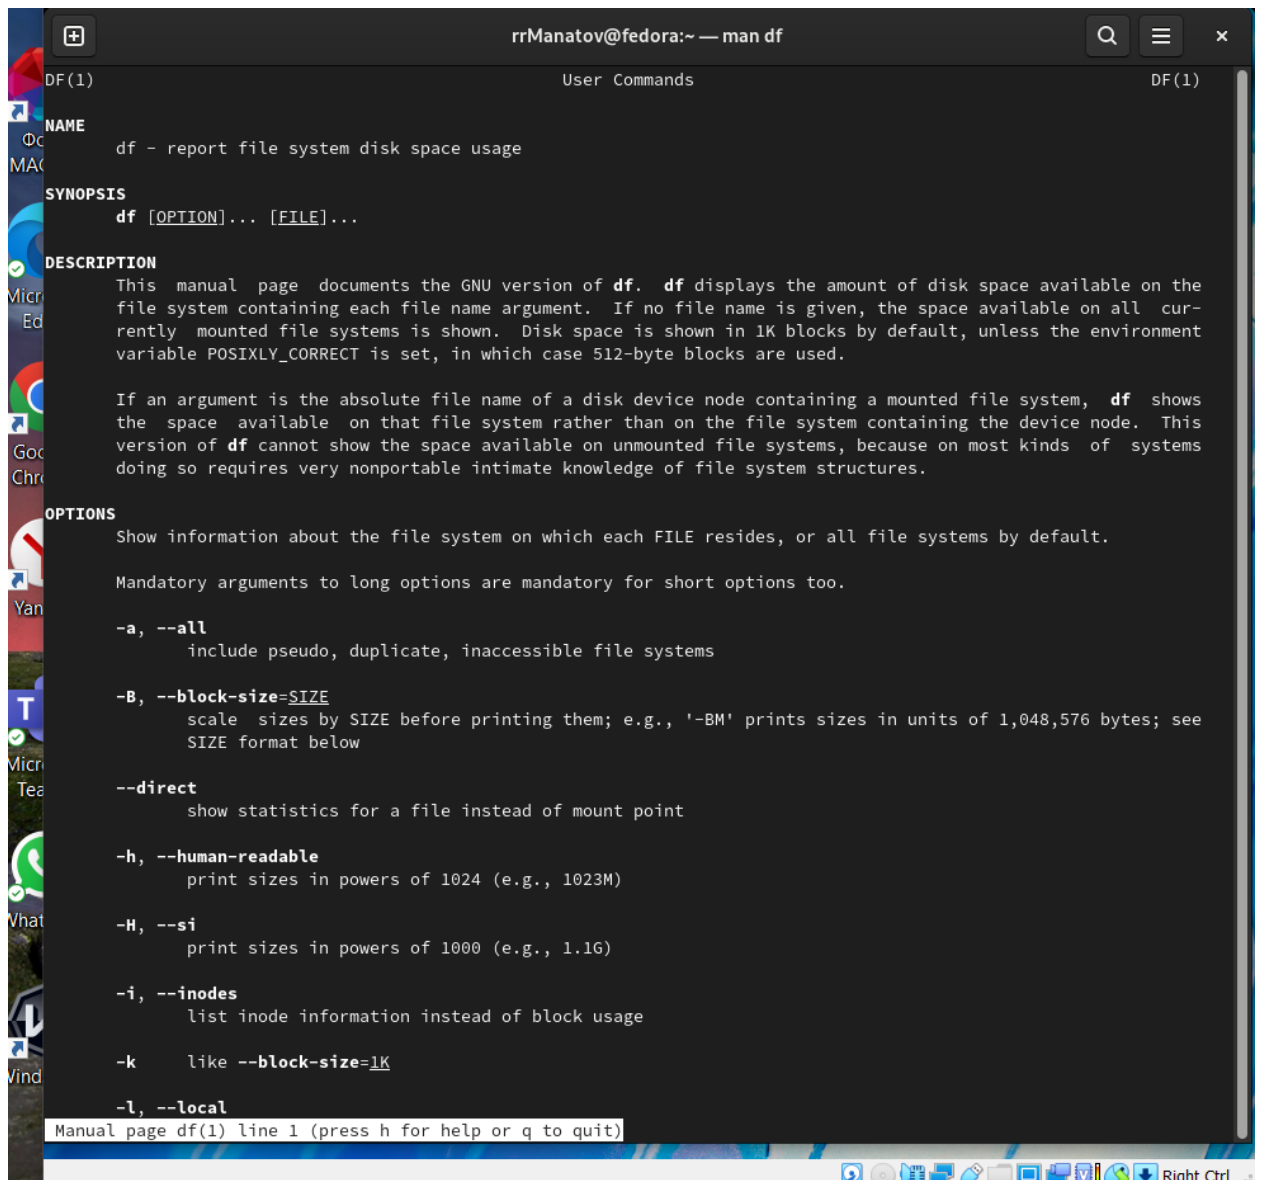 rrManatov@fedora:~ — man df
DF(1) User Commands DF(1)
NAME
df - report file system disk space usage
SYNOPSIS
df [OPTION]... [FILE]...
DESCRIPTION
This manual page documents the GNU version of df. df displays the amount of disk space available on the
file system containing each file name argument. If no file name is given, the space available on all cur-
rently mounted file systems is shown. Disk space is shown in 1K blocks by default, unless the environment
variable POSIXLY_CORRECT is set, in which case 512-byte blocks are used.
If an argument is the absolute file name of a disk device node containing a mounted file system, df shows
the space available on that file system rather than on the file system containing the device node. This
version of df cannot show the space available on unmounted file systems, because on most kinds of systems
doing so requires very nonportable intimate knowledge of file system structures.
OPTIONS
Show information about the file system on which each FILE resides, or all file systems by default.
Mandatory arguments to long options are mandatory for short options too.
-a, --all
include pseudo, duplicate, inaccessible file systems
-B, --block-size=SIZE
scale sizes by SIZE before printing them; e.g., '-BM' prints sizes in units of 1,048,576 bytes; see
SIZE format below
--direct
show statistics for a file instead of mount point
-h, --human-readable
print sizes in powers of 1024 (e.g., 1023M)
-H, --si
print sizes in powers of 1000 (e.g., 1.1G)
-i, --inodes
list inode information instead of block usage
-k like --block-size=1K
-l, --local
Manual page df(1) line 1 (press h for help or q to quit)
Right Ctrl